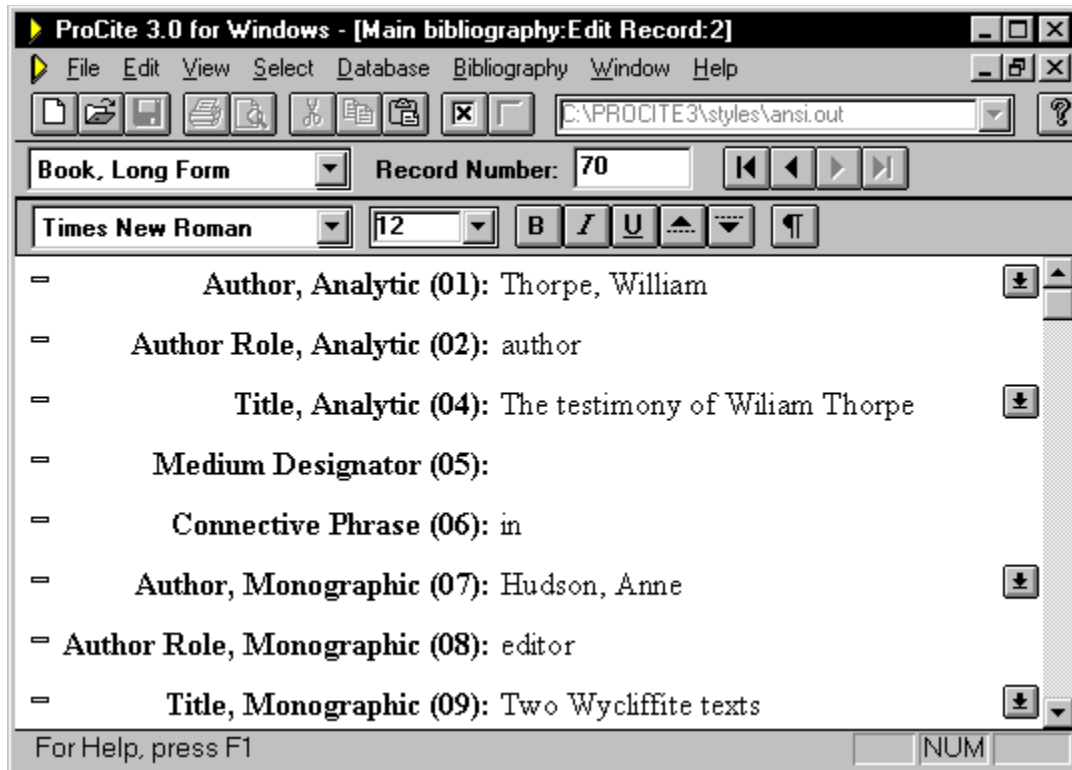 ProCite 3.0 for Windows - [Main bibliography:Edit Record:2]
File Edit View Select Database Bibliography Window Help
C:\PROCITE3\styles\ansi.out
Book, Long Form Record Number: 70
Times New Roman 12 B I U ¶
Author, Analytic (01): Thorpe, William
Author Role, Analytic (02): author
Title, Analytic (04): The testimony of Wiliam Thorpe
Medium Designator (05):
Connective Phrase (06): in
Author, Monographic (07): Hudson, Anne
Author Role, Monographic (08): editor
Title, Monographic (09): Two Wycliffite texts
For Help, press F1 NUM